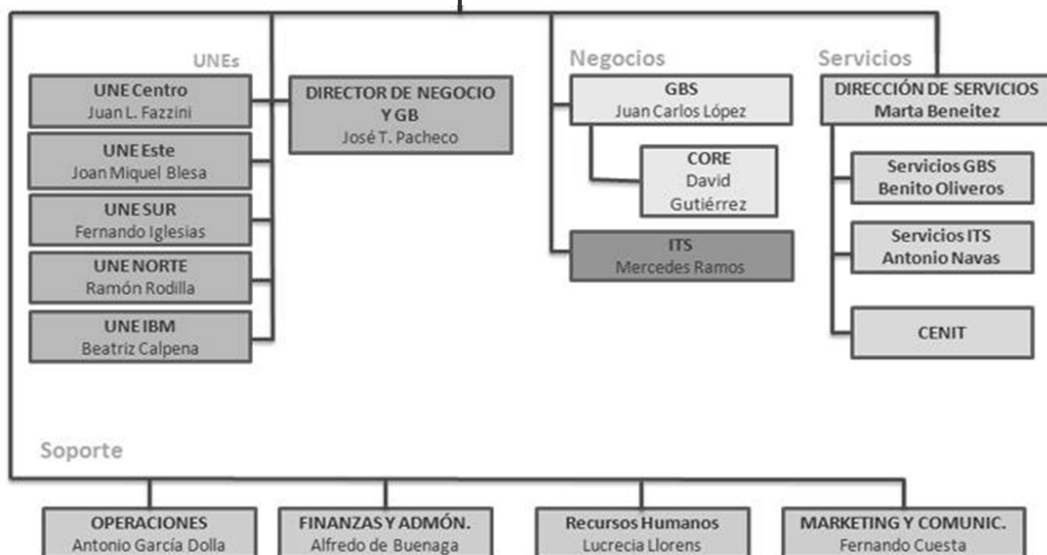 UNEs
UNE Centro
Juan L. Fazzini
UNE Este
Joan Miquel Blesa
UNE SUR
Fernando Iglesias
UNE NORTE
Ramón Rodilla
UNE IBM
Beatriz Calpena
DIRECTOR DE NEGOCIO
Y GB
José T. Pacheco
Negocios
GBS
Juan Carlos López
CORE
David
Gutiérrez
ITS
Mercedes Ramos
Servicios
DIRECCIÓN DE SERVICIOS
Marta Beneitez
Servicios GBS
Benito Oliveros
Servicios ITS
Antonio Navas
CENIT
Soporte
OPERACIONES
Antonio García Dolla
FINANZAS Y ADMÓN.
Alfredo de Buenaga
Recursos Humanos
Lucrecia Llorens
MARKETING Y COMUNIC.
Fernando Cuesta